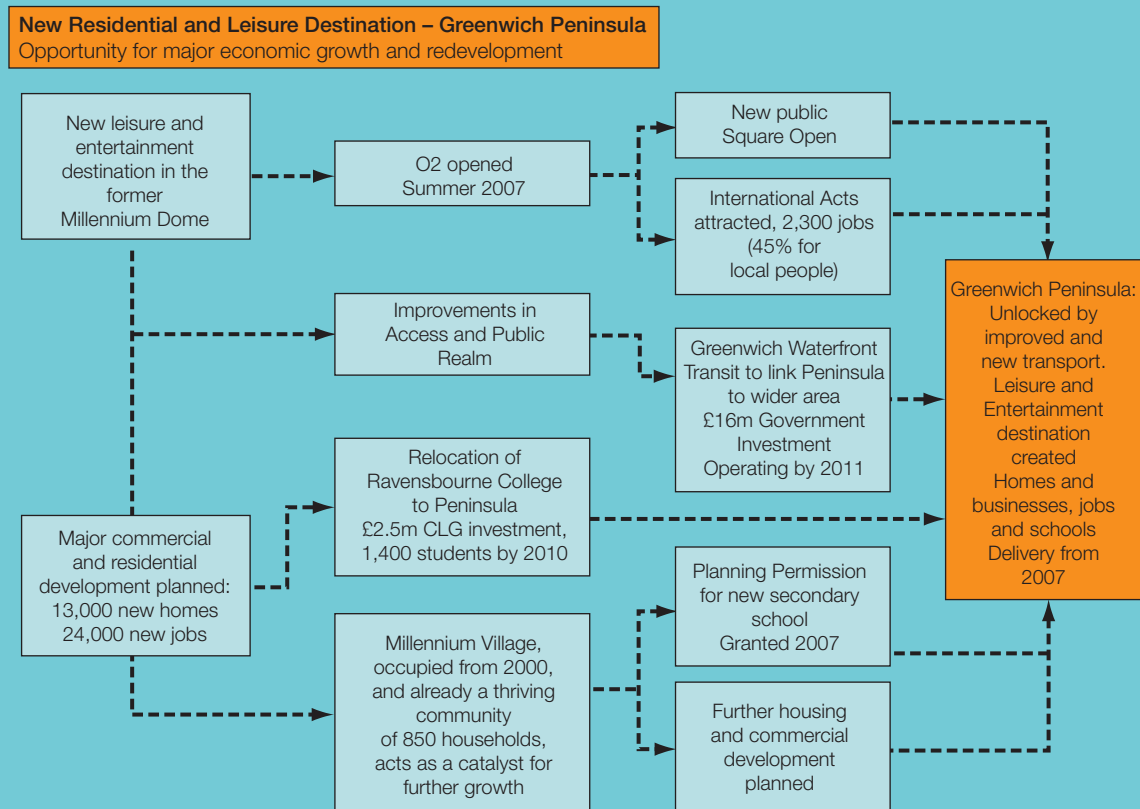 New Residential and Leisure Destination – Greenwich Peninsula
Opportunity for major economic growth and redevelopment
New leisure and
entertainment
destination in the
former
Millennium Dome
O2 opened
Summer 2007
New public
Square Open
International Acts
attracted, 2,300 jobs
(45% for
local people)
Improvements in
Access and Public
Realm
Greenwich Waterfront
Transit to link Peninsula
to wider area
£16m Government
Investment
Operating by 2011
Greenwich Peninsula:
Unlocked by
improved and
new transport.
Leisure and
Entertainment
destination
created
Homes and
businesses, jobs
and schools
Delivery from
2007
Major commercial
and residential
development planned:
13,000 new homes
24,000 new jobs
Relocation of
Ravensbourne College
to Peninsula
£2.5m CLG investment,
1,400 students by 2010
Millennium Village,
occupied from 2000,
and already a thriving
community
of 850 households,
acts as a catalyst for
further growth
Planning Permission
for new secondary
school
Granted 2007
Further housing
and commercial
development
planned